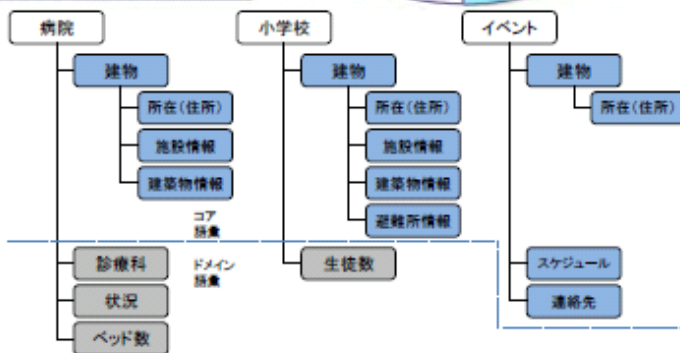 病院
小学校
イベント
建物
建物
建物
所在(住所)
所在(住所)
所在(住所)
施設情報
施設情報
建築物情報
建築物情報
避難所情報
コア
語彙
診療科
ドメイン
語彙
生徒数
スケジュール
状況
連絡先
ベッド数